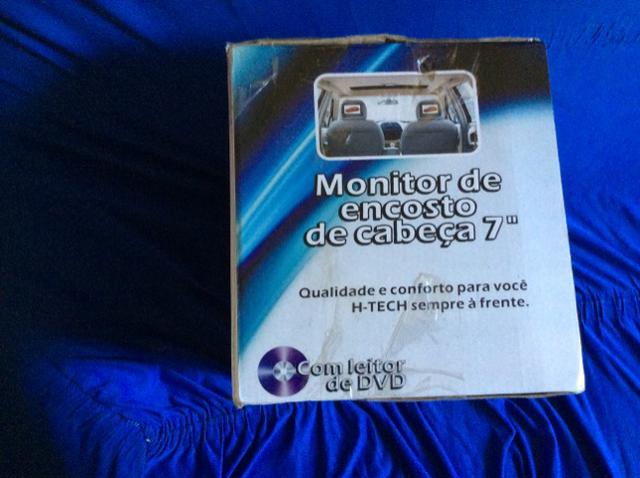 Monitor de
encosto
de cabeça 7"
Qualidade e conforto para você
H-TECH sempre à frente.
Com leitor
de DVD